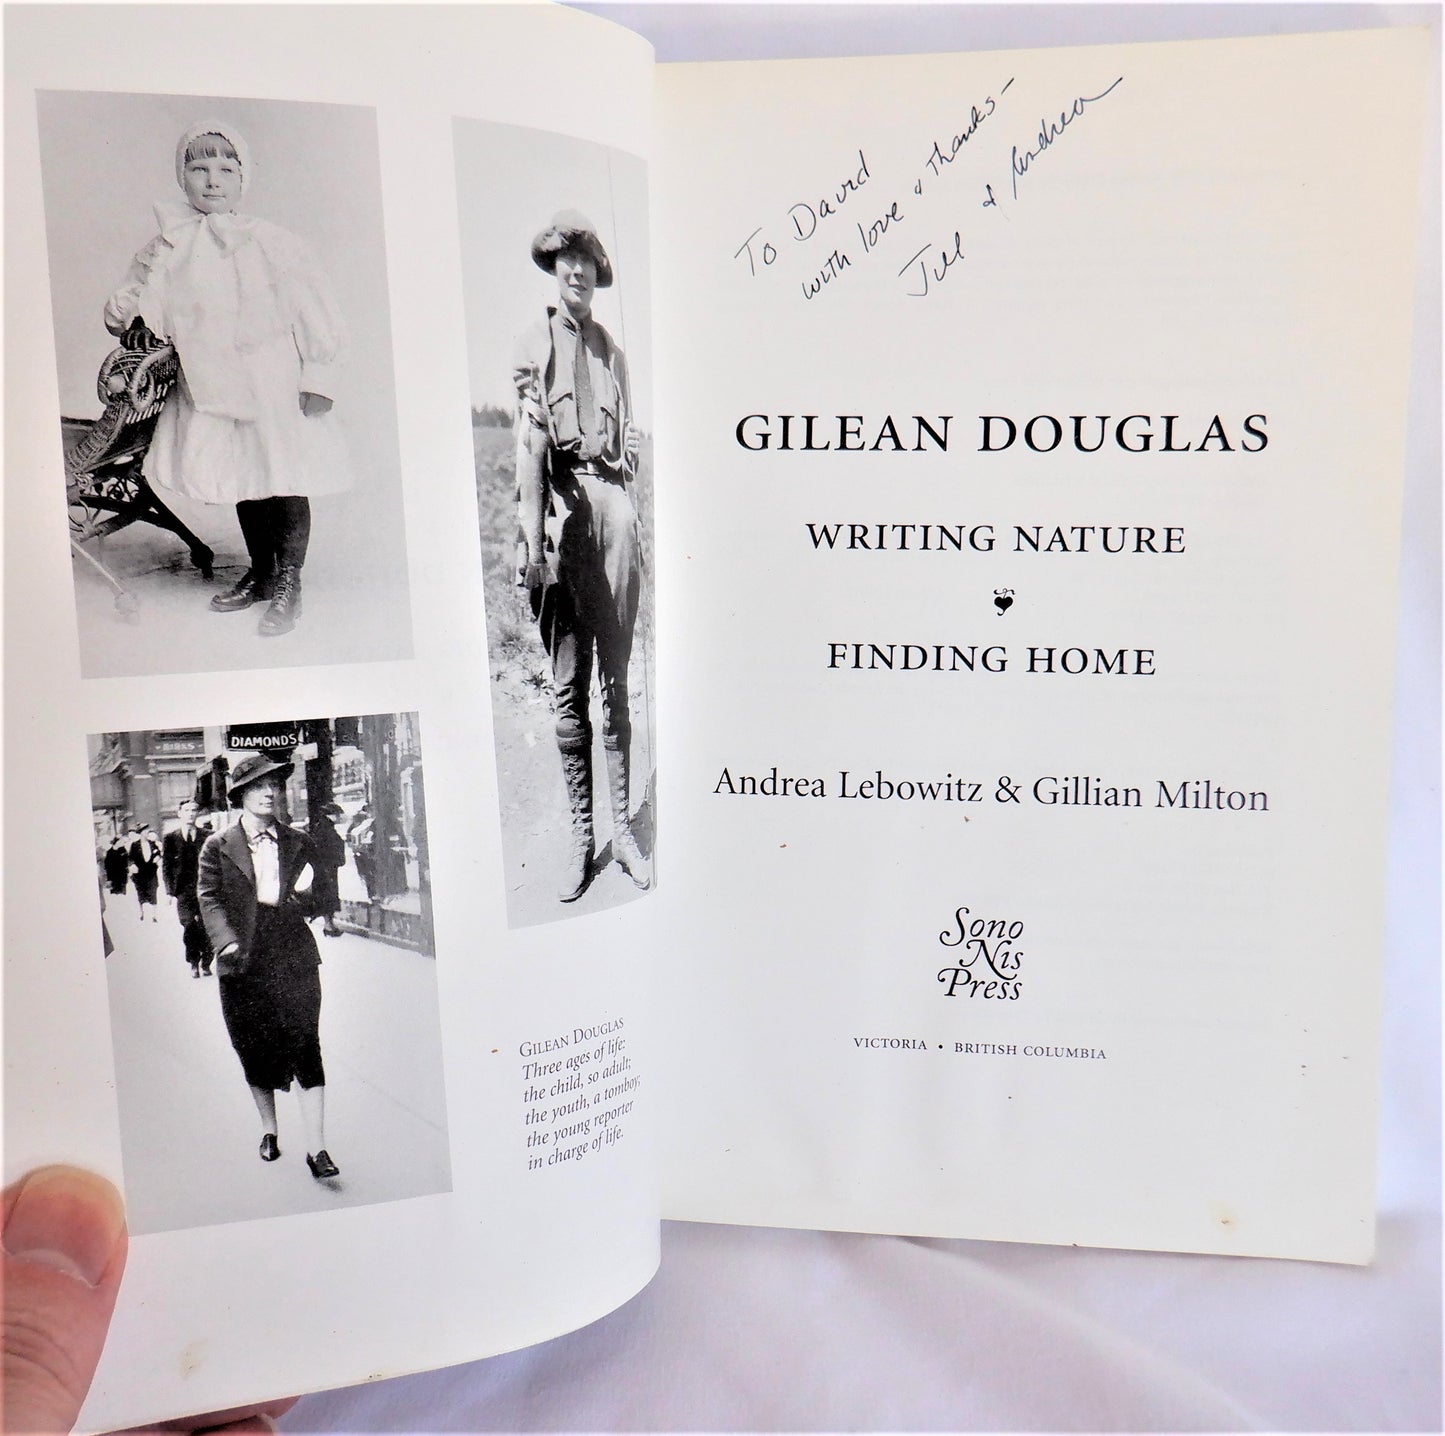 BIRKS
DIAMONDS
GILEAN DOUGLAS
Three ages of life:
the child, so adult;
the youth, a tomboy;
the young reporter
in charge of life.
To David
with love & thanks –
Jill & Andrea
GILEAN DOUGLAS
WRITING NATURE
FINDING HOME
Andrea Lebowitz & Gillian Milton
Sono
Nis
Press
VICTORIA • BRITISH COLUMBIA